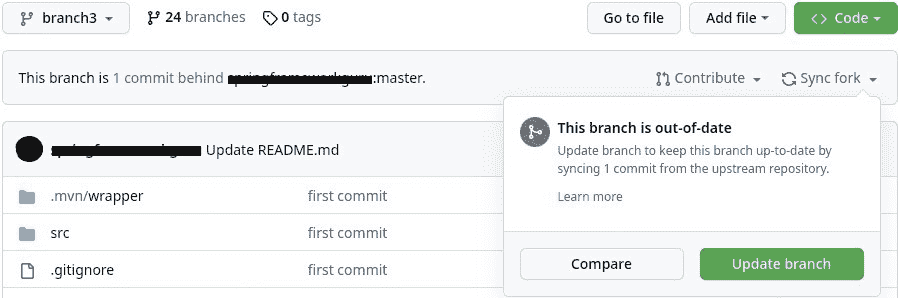 branch3 24 branches 0 tags Go to file Add file Code
This branch is 1 commit behind :master. Contribute Sync fork
This branch is out-of-date
Update branch to keep this branch up-to-date by
syncing 1 commit from the upstream repository.
Learn more
Compare Update branch
Update README.md
.mvn/wrapper first commit
src first commit
.gitignore first commit